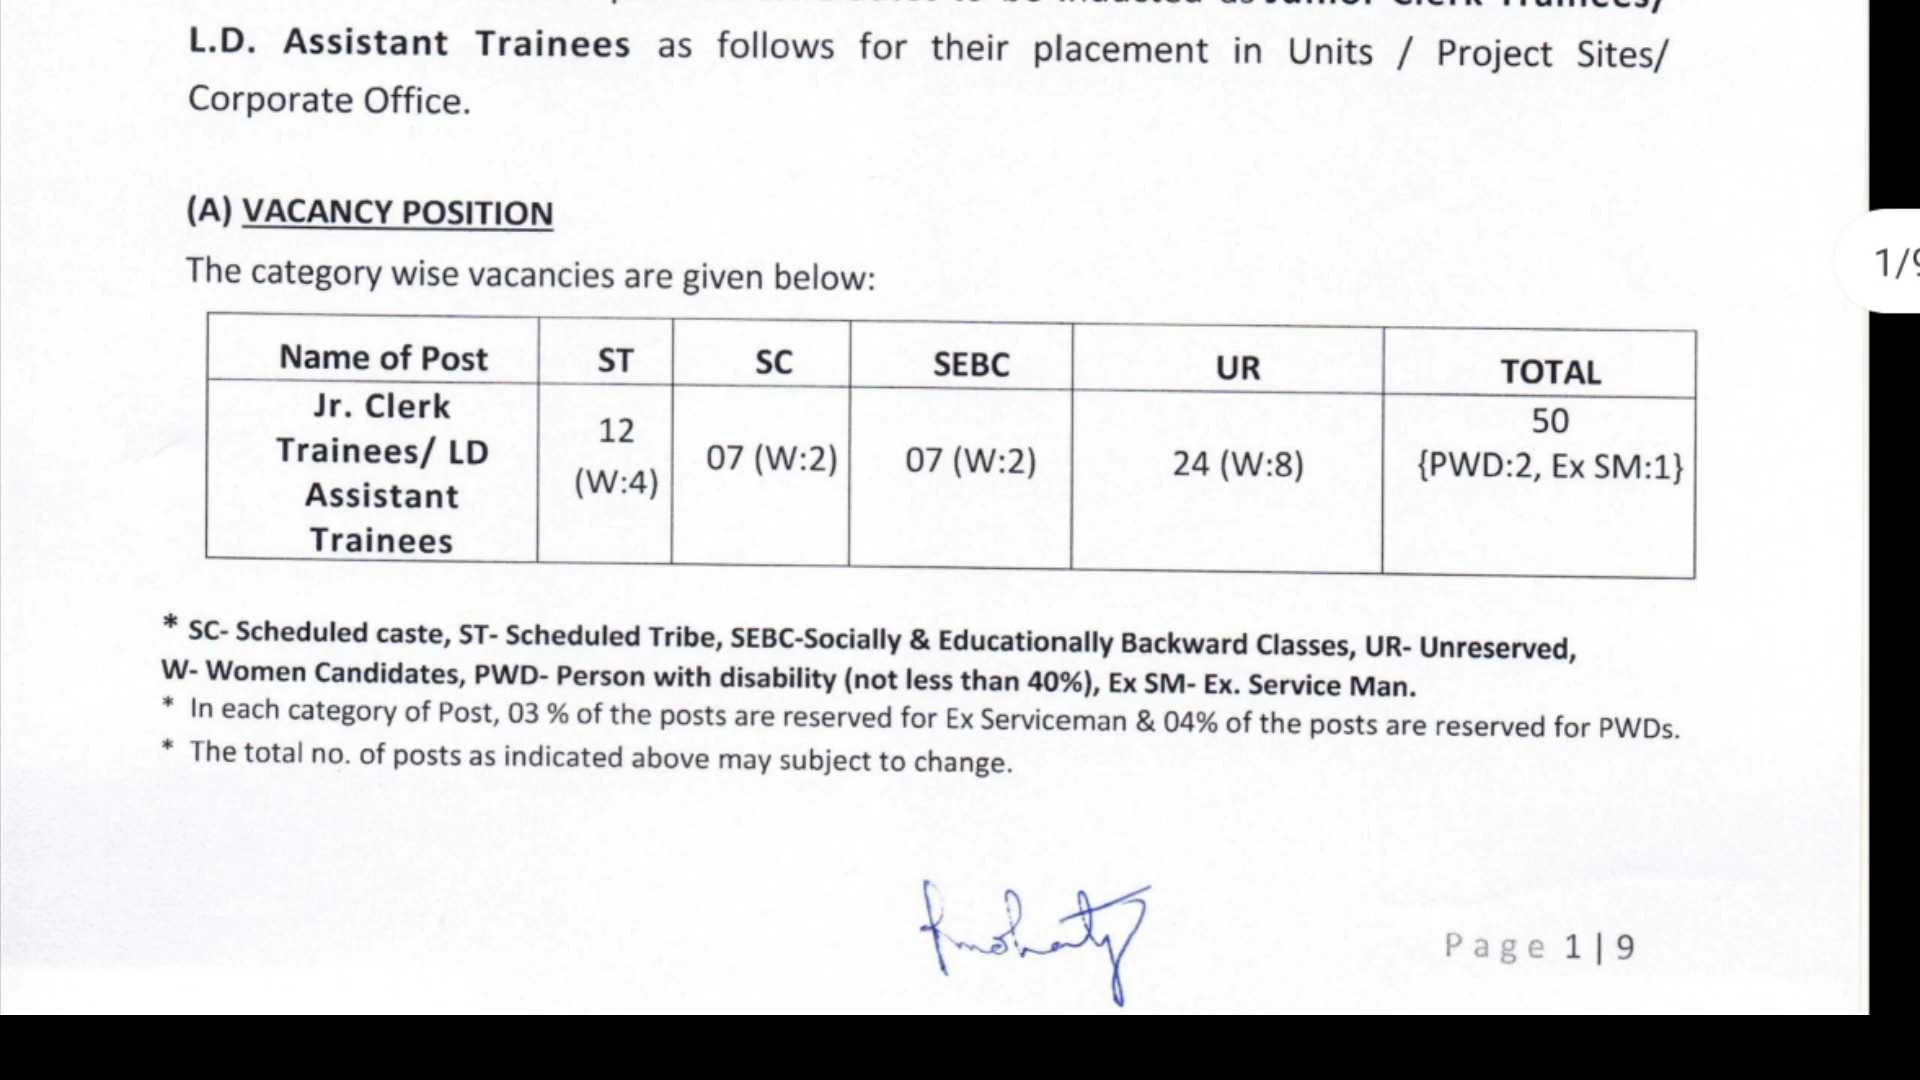 L.D. Assistant Trainees as follows for their placement in Units / Project Sites/
Corporate Office.
(A) VACANCY POSITION
The category wise vacancies are given below:
Name of Post ST SC SEBC UR TOTAL
Jr. Clerk
Trainees/ LD
Assistant
Trainees
12
(W:4)
07 (W:2)
07 (W:2)
24 (W:8)
50
{PWD:2, Ex SM:1}
* SC- Scheduled caste, ST- Scheduled Tribe, SEBC-Socially & Educationally Backward Classes, UR- Unreserved,
W- Women Candidates, PWD- Person with disability (not less than 40%), Ex SM- Ex. Service Man.
* In each category of Post, 03 % of the posts are reserved for Ex Serviceman & 04% of the posts are reserved for PWDs.
* The total no. of posts as indicated above may subject to change.
Page 1|9